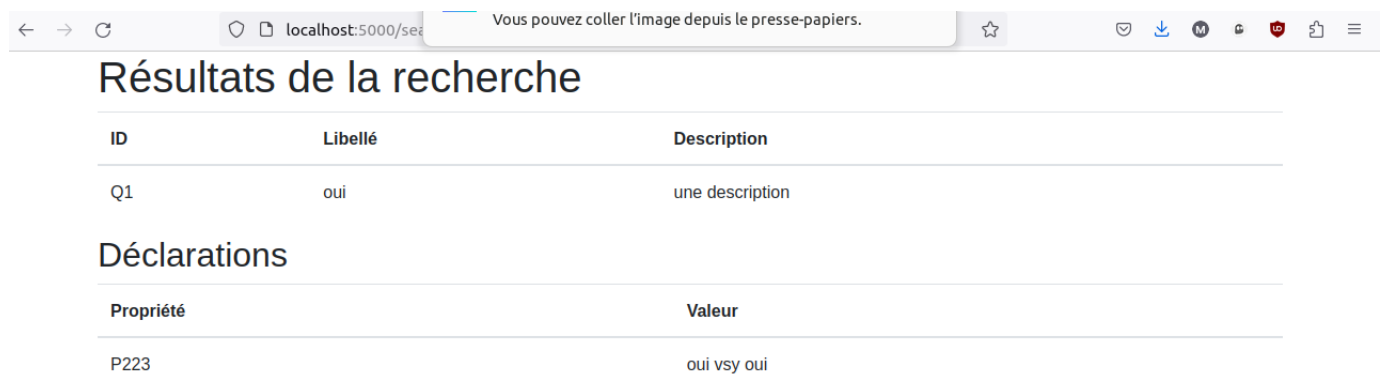 Vous pouvez coller l'image depuis le presse-papiers.
localhost:5000/sea
Résultats de la recherche
ID Libellé Description
Q1 oui une description
Déclarations
Propriété Valeur
P223 oui vsy oui